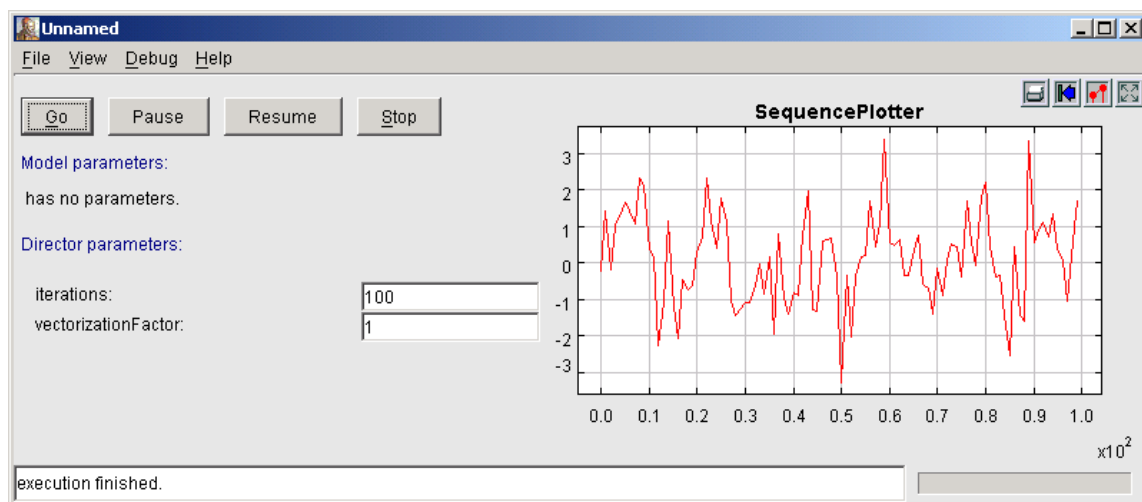 Unnamed
File View Debug Help
Go Pause Resume Stop
Model parameters:
has no parameters.
Director parameters:
iterations: 100
vectorizationFactor: 1
SequencePlotter
3
2
1
0
-1
-2
-3
0.0 0.1 0.2 0.3 0.4 0.5 0.6 0.7 0.8 0.9 1.0
x10²
execution finished.